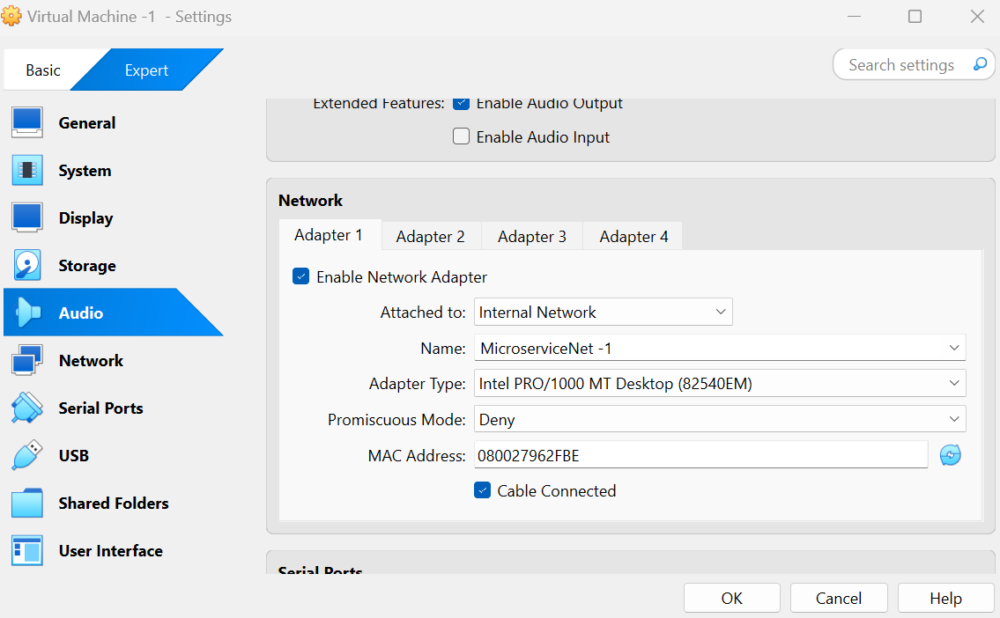 Virtual Machine -1 - Settings
Basic
Expert
Search settings
General
System
Display
Storage
Audio
Network
Serial Ports
USB
Shared Folders
User Interface
Extended Features: Enable Audio Output
Enable Audio Input
Network
Adapter 1 Adapter 2 Adapter 3 Adapter 4
Enable Network Adapter
Attached to: Internal Network
Name: MicroserviceNet -1
Adapter Type: Intel PRO/1000 MT Desktop (82540EM)
Promiscuous Mode: Deny
MAC Address: 080027962FBE
Cable Connected
Serial Ports
OK Cancel Help